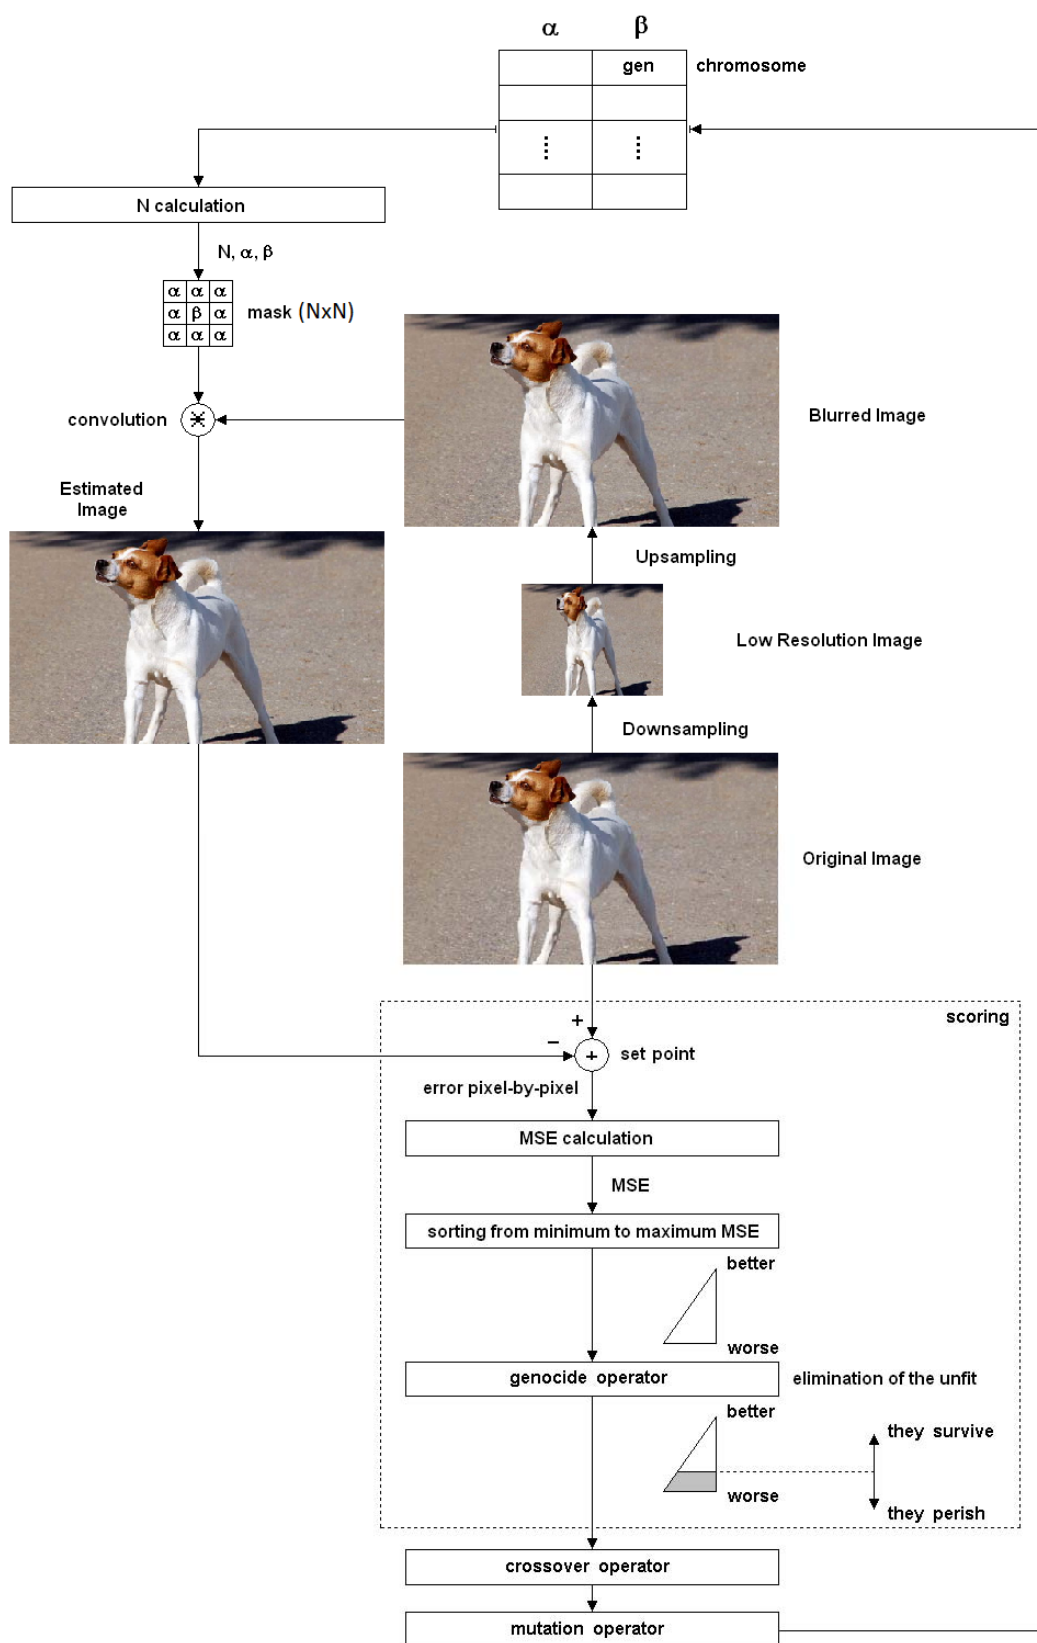 α β
gen chromosome
N calculation
N, α, β
α α α
α β α
α α α
mask (NxN)
convolution
Blurred Image
Estimated
Image
Upsampling
Low Resolution Image
Downsampling
Original Image
scoring
+
−
+
set point
error pixel-by-pixel
MSE calculation
MSE
sorting from minimum to maximum MSE
better
worse
genocide operator
elimination of the unfit
better
they survive
worse
they perish
crossover operator
mutation operator